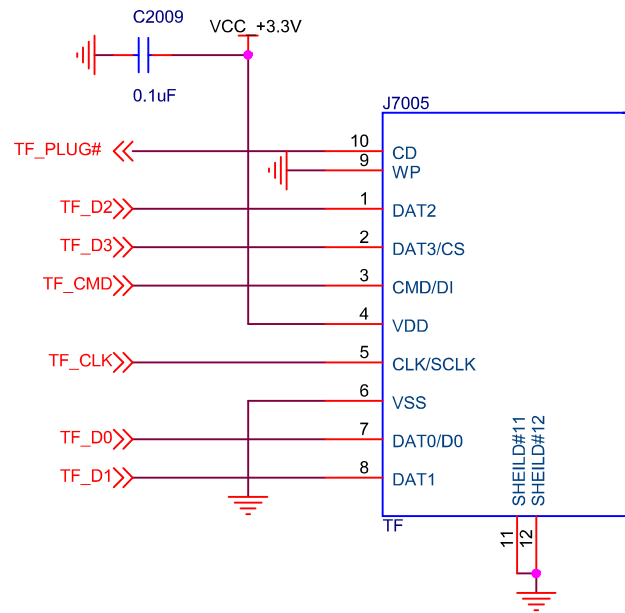 C2009
VCC_+3.3V
0.1uF
J7005
TF_PLUG# 10 CD
9 WP
TF_D2 1 DAT2
TF_D3 2 DAT3/CS
TF_CMD 3 CMD/DI
4 VDD
TF_CLK 5 CLK/SCLK
6 VSS
TF_D0 7 DAT0/D0
TF_D1 8 DAT1
SHEILD#11
SHEILD#12
TF
11
12